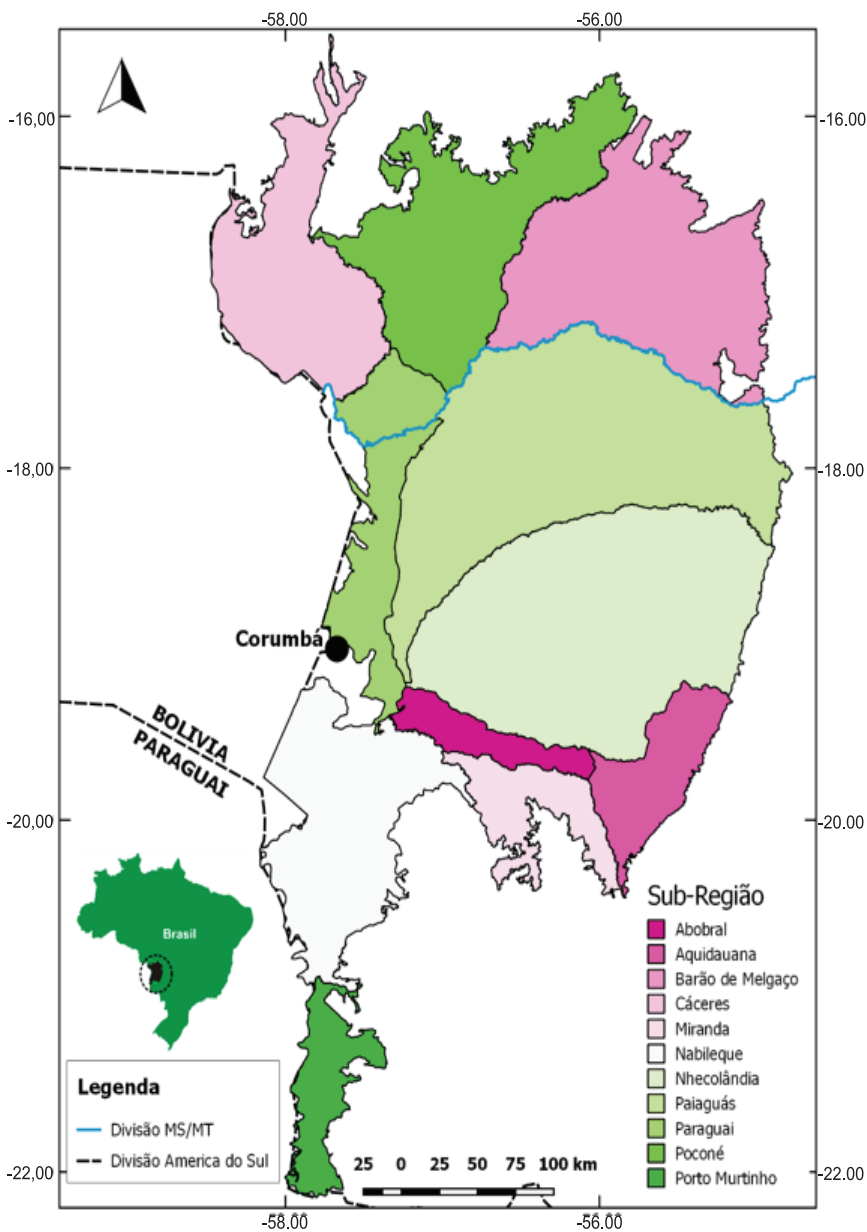 -58.00
-56.00
-16,00
-16.00
-18,00
-18.00
Corumbá
BOLIVIA
PARAGUAI
-20,00
-20.00
Brasil
Sub-Região
Abobral
Aquidauana
Barão de Melgaço
Cáceres
Miranda
Nabileque
Nhecolândia
Paiaguás
Paraguai
Poconé
Porto Murtinho
Legenda
Divisão MS/MT
Divisão America do Sul
25 0 25 50 75 100 km
-22,00
-22.00
-58.00
-56.00